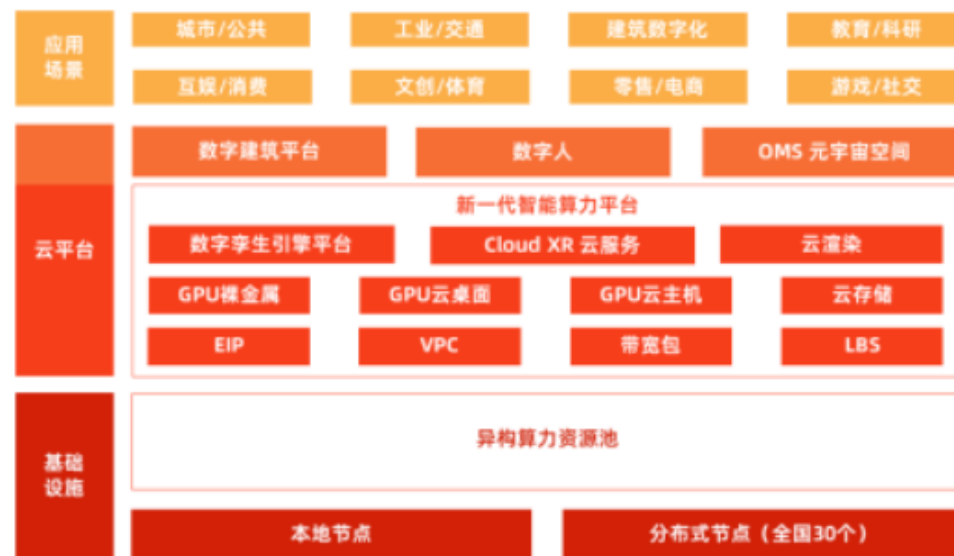 应用
场景
城市/公共
工业/交通
建筑数字化
教育/科研
互娱/消费
文创/体育
零售/电商
游戏/社交
云平台
数字建筑平台
数字人
OMS 元宇宙空间
新一代智能算力平台
数字孪生引擎平台
Cloud XR 云服务
云渲染
GPU裸金属
GPU云桌面
GPU云主机
云存储
EIP
VPC
带宽包
LBS
基础
设施
异构算力资源池
本地节点
分布式节点（全国30个）